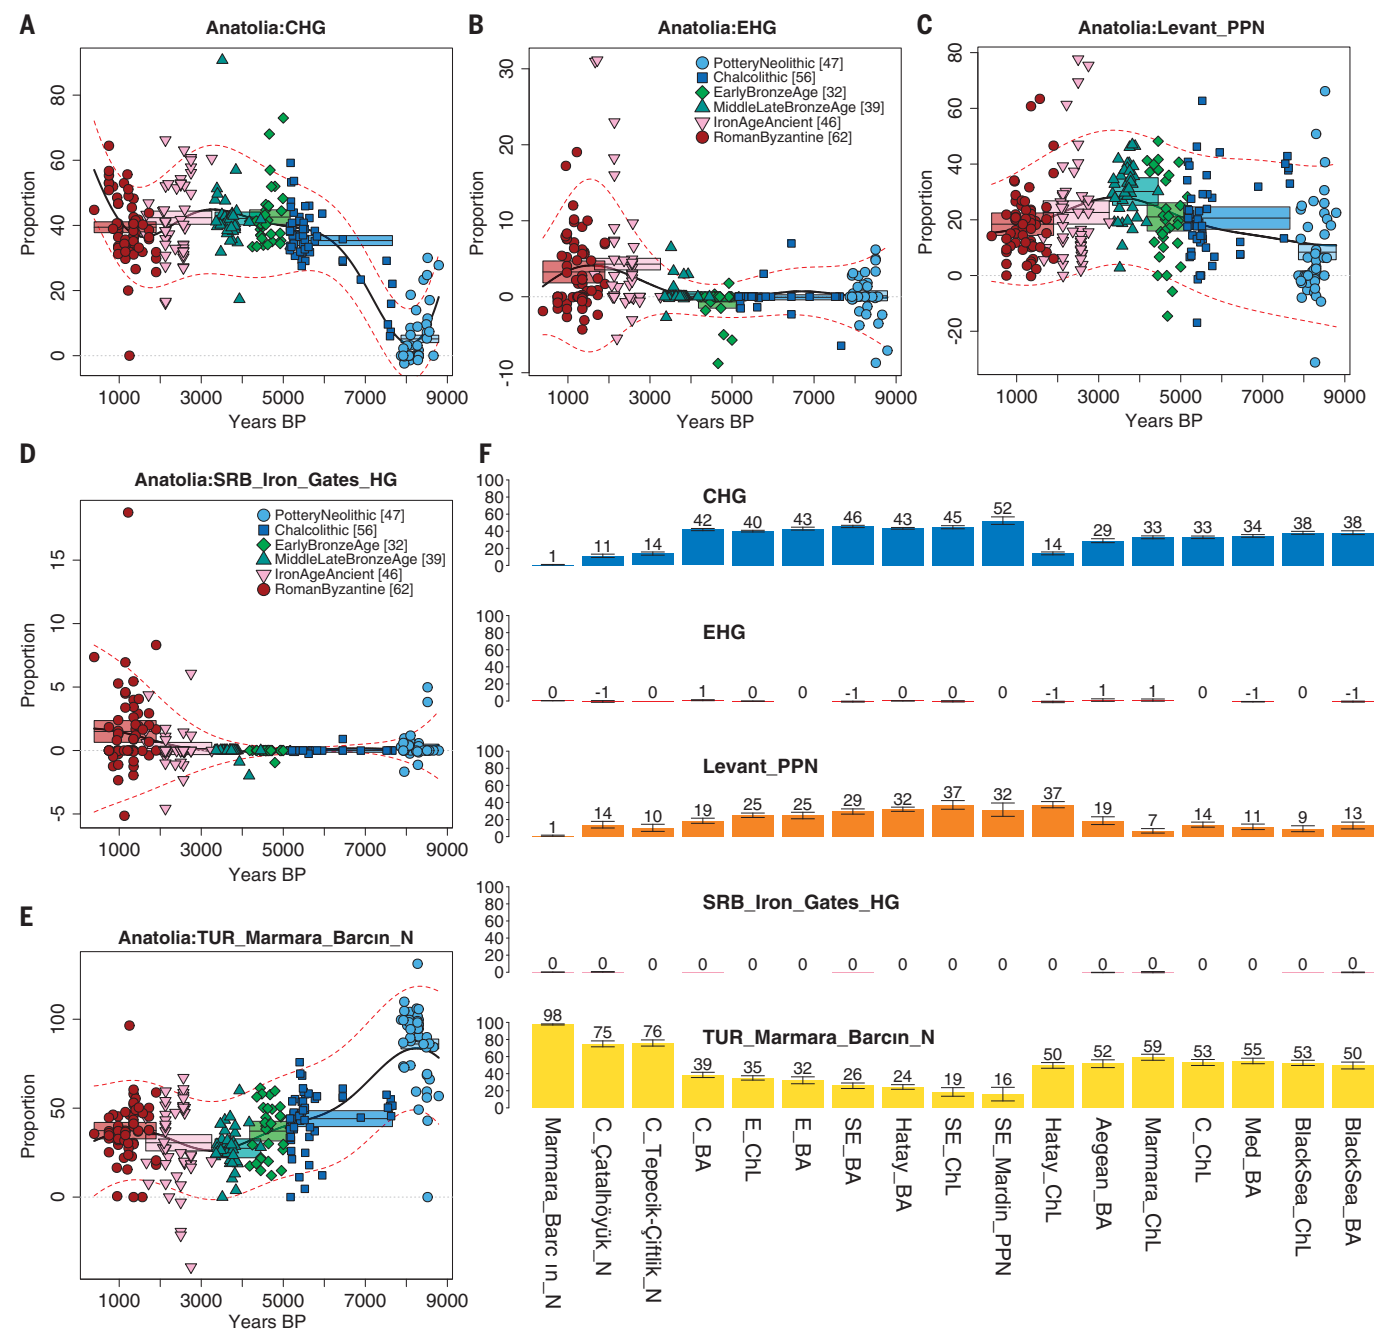 A
Anatolia:CHG
Proportion
80
60
40
20
0
1000 3000 5000 7000 9000
Years BP
B
Anatolia:EHG
Proportion
30
20
10
0
-10
PotteryNeolithic [47]
Chalcolithic [56]
EarlyBronzeAge [32]
MiddleLateBronzeAge [39]
IronAgeAncient [46]
RomanByzantine [62]
1000 3000 5000 7000 9000
Years BP
C
Anatolia:Levant_PPN
Proportion
80
60
40
20
0
-20
1000 3000 5000 7000 9000
Years BP
D
Anatolia:SRB_Iron_Gates_HG
Proportion
15
10
5
0
-5
PotteryNeolithic [47]
Chalcolithic [56]
EarlyBronzeAge [32]
MiddleLateBronzeAge [39]
IronAgeAncient [46]
RomanByzantine [62]
1000 3000 5000 7000 9000
Years BP
E
Anatolia:TUR_Marmara_Barcın_N
Proportion
100
50
0
1000 3000 5000 7000 9000
Years BP
F
CHG
100
80
60
40
20
0
1 11 14 42 40 43 46 43 45 52 14 29 33 33 34 38 38
EHG
100
80
60
40
20
0
0 -1 0 1 0 0 -1 0 0 0 -1 1 1 0 -1 0 -1
Levant_PPN
100
80
60
40
20
0
1 14 10 19 25 25 29 32 37 32 37 19 7 14 11 9 13
SRB_Iron_Gates_HG
100
80
60
40
20
0
0 0 0 0 0 0 0 0 0 0 0 0 0 0 0 0 0
TUR_Marmara_Barcın_N
100
80
60
40
20
0
98 75 76 39 35 32 26 24 19 16 50 52 59 53 55 53 50
Marmara_Barc ın_N
C_Çatalhöyük_N
C_Tepecik-Çiftlik_N
C_BA
E_ChL
E_BA
SE_BA
Hatay_BA
SE_ChL
SE_Mardin_PPN
Hatay_ChL
Aegean_BA
Marmara_ChL
C_ChL
Med_BA
BlackSea_ChL
BlackSea_BA